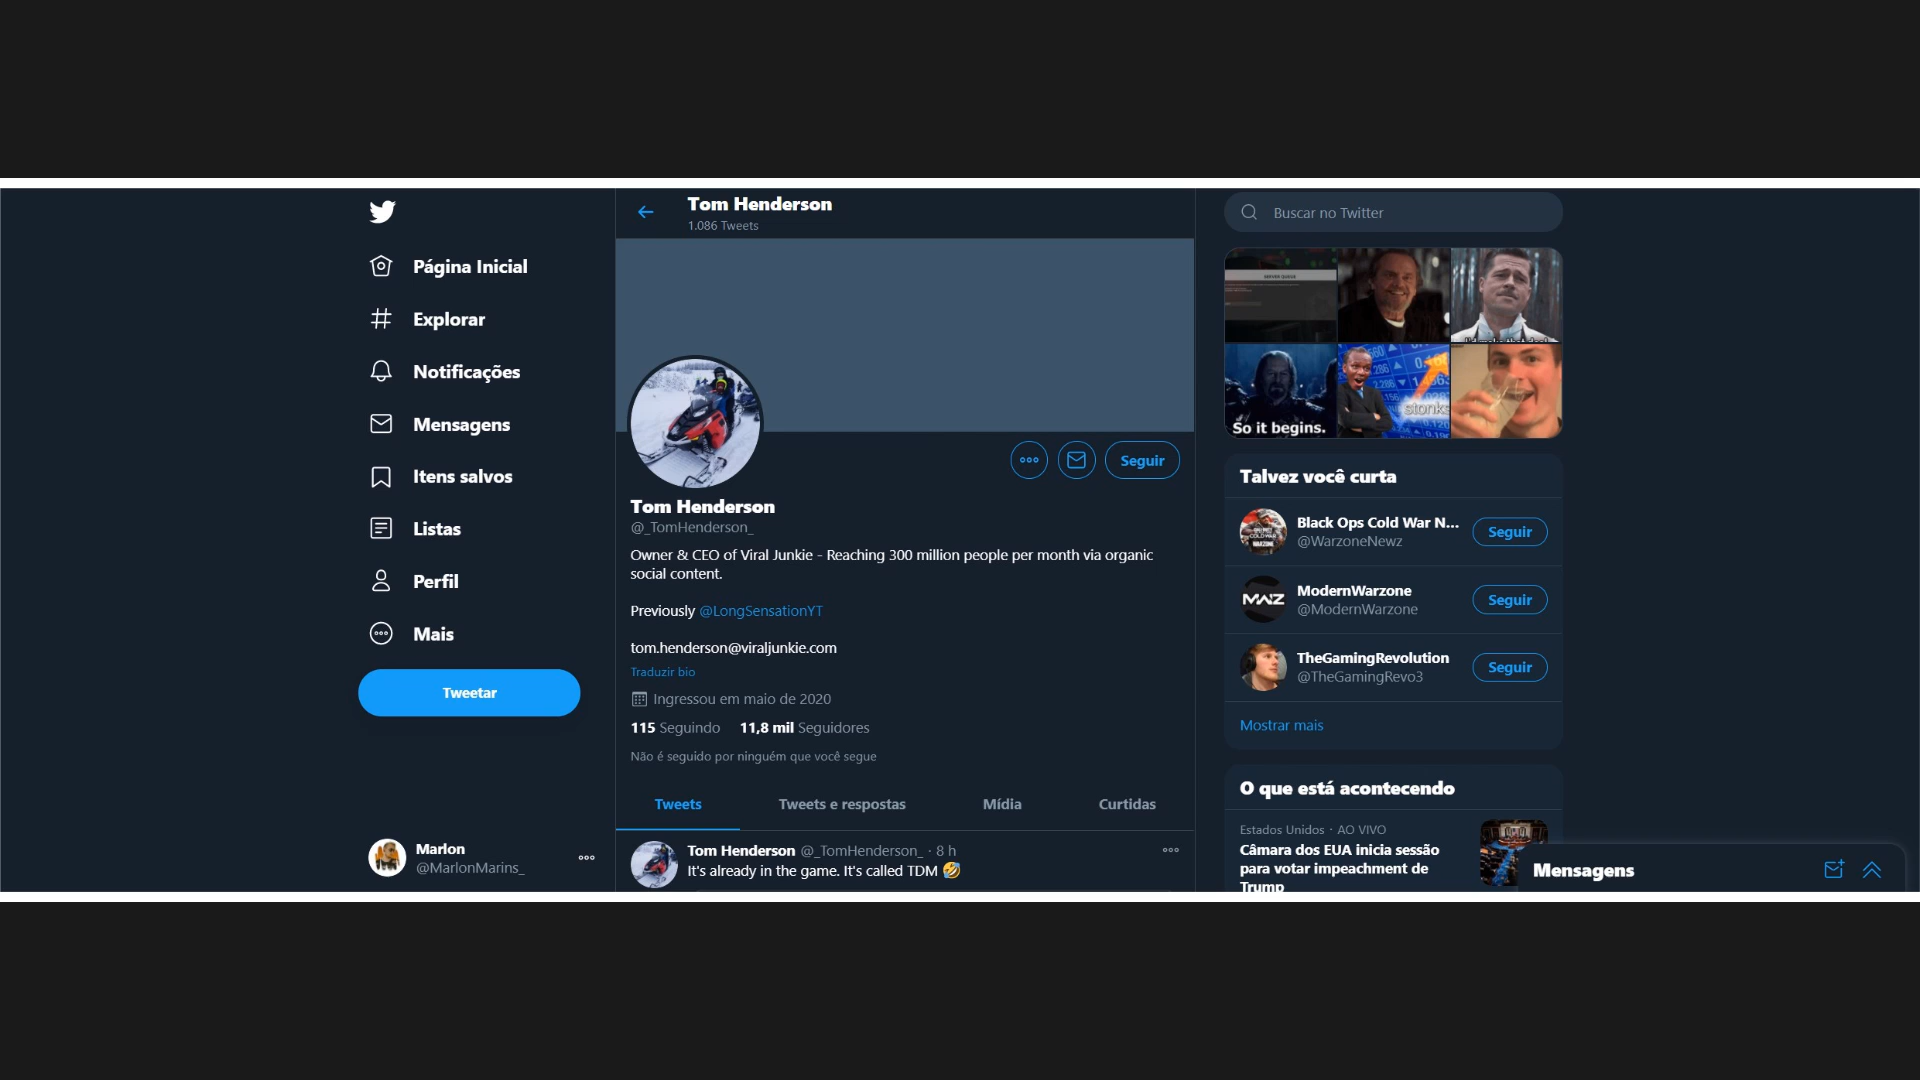 Página Inicial
Explorar
Notificações
Mensagens
Itens salvos
Listas
Perfil
Mais
Tweetar
Marlon
@MarlonMarins_
Tom Henderson
1.086 Tweets
Seguir
Tom Henderson
@_TomHenderson_
Owner & CEO of Viral Junkie - Reaching 300 million people per month via organic
social content.
Previously @LongSensationYT
tom.henderson@viraljunkie.com
Traduzir bio
Ingressou em maio de 2020
115 Seguindo 11,8 mil Seguidores
Não é seguido por ninguém que você segue
Tweets Tweets e respostas Mídia Curtidas
Tom Henderson @_TomHenderson_ · 8 h
It's already in the game. It's called TDM 🤣
Buscar no Twitter
SERVER QUEUE
So it begins.
stonks
Talvez você curta
Black Ops Cold War N...
@WarzoneNewz
Seguir
ModernWarzone
@ModernWarzone
Seguir
TheGamingRevolution
@TheGamingRevo3
Seguir
Mostrar mais
O que está acontecendo
Estados Unidos · AO VIVO
Câmara dos EUA inicia sessão
para votar impeachment de
Trump
Mensagens